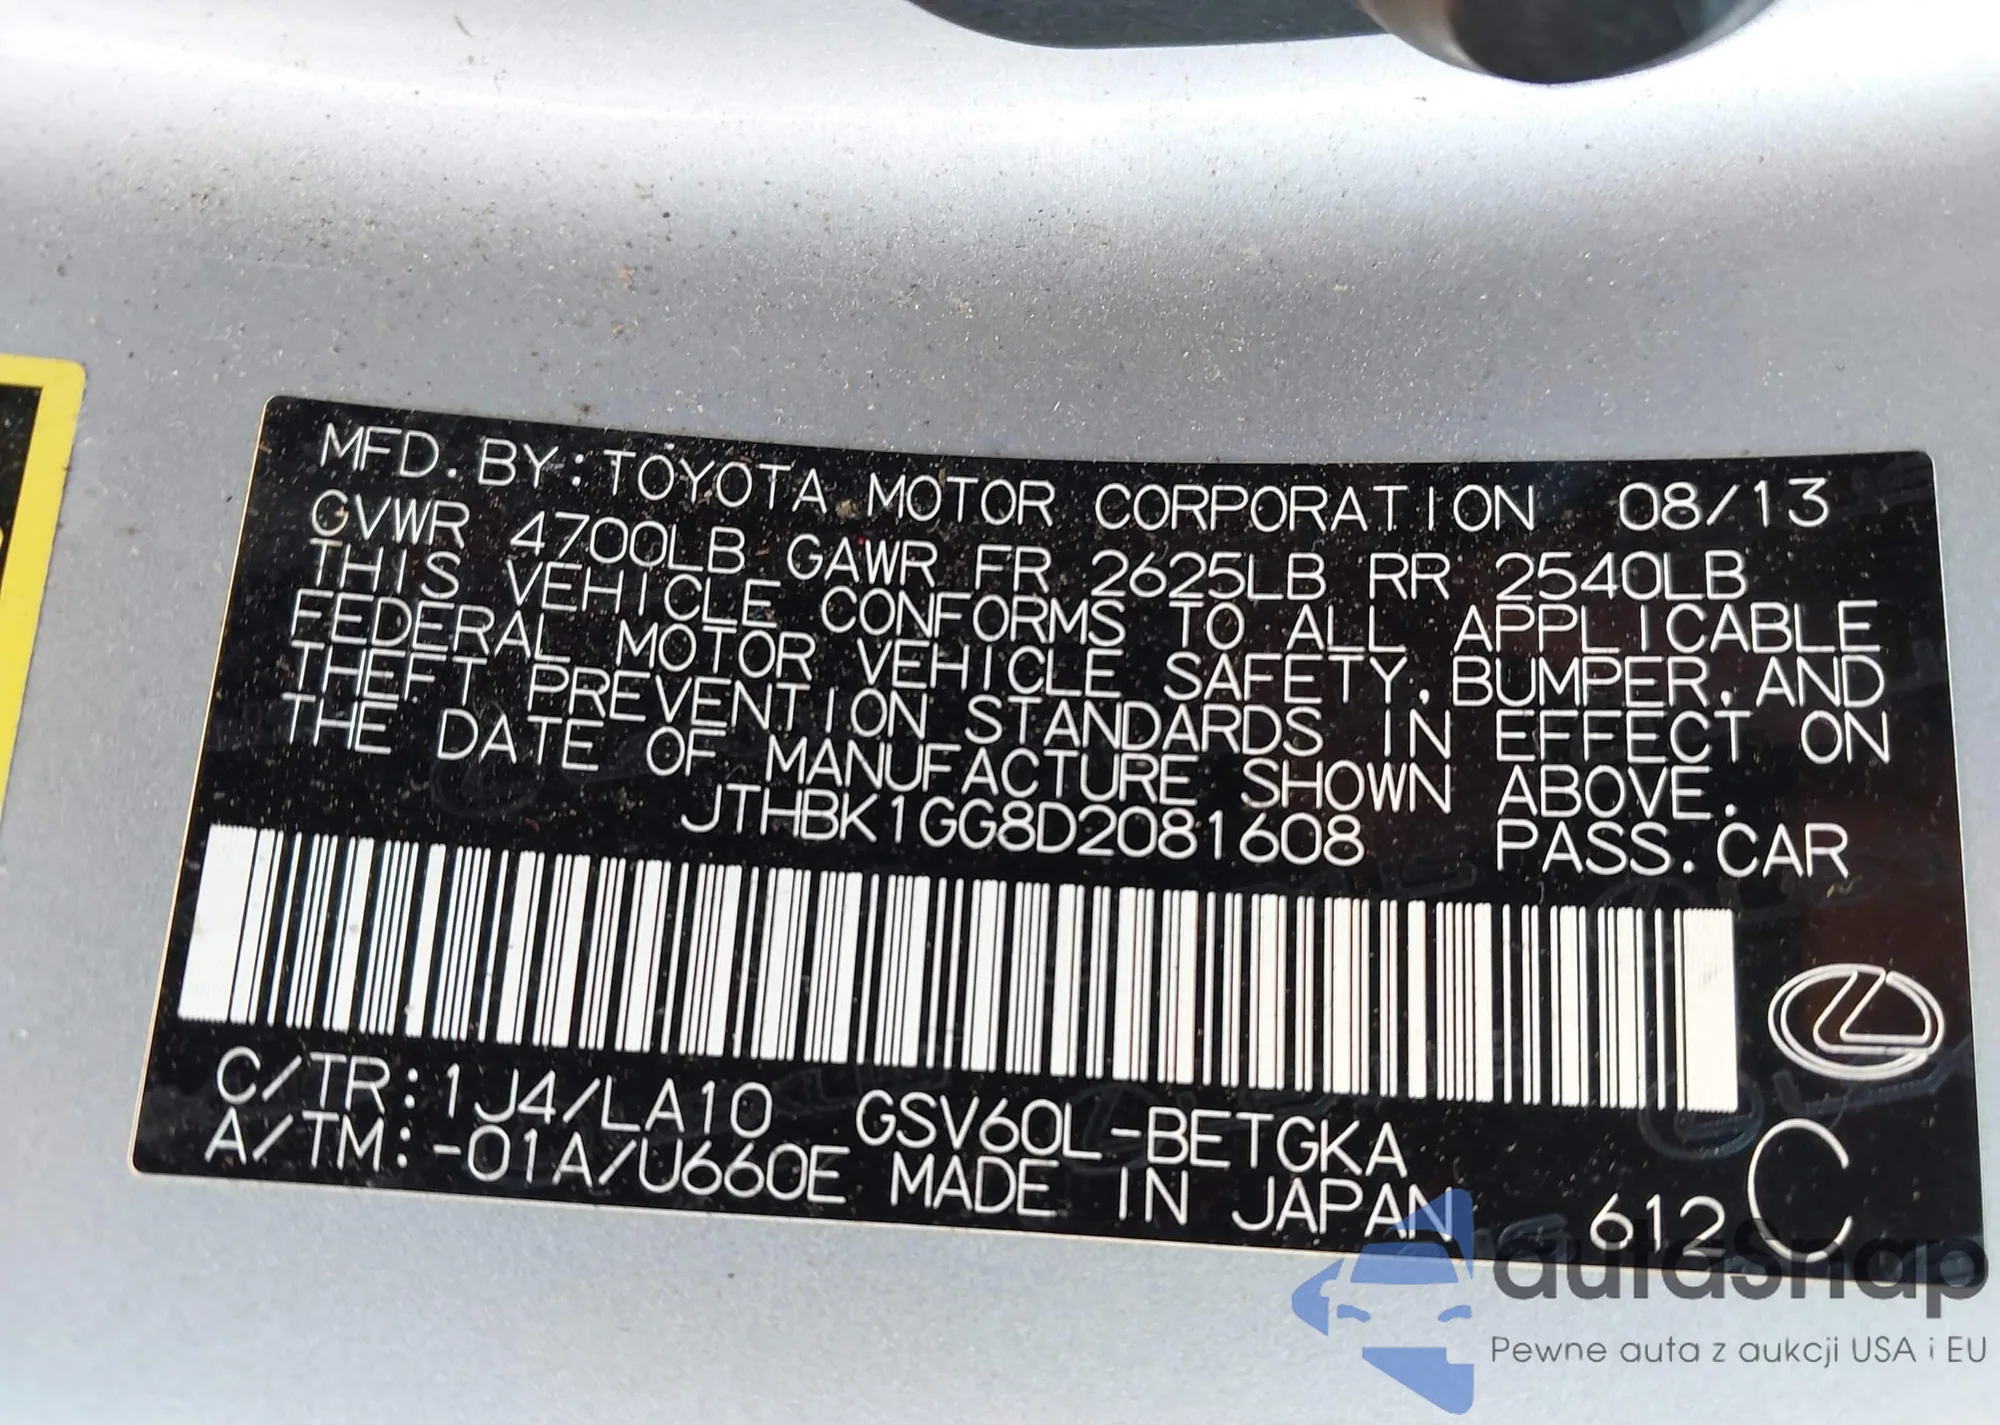 MFD.BY:TOYOTA MOTOR CORPORATION 08/13
GVWR 4700LB GAWR FR 2625LB RR 2540LB
THIS VEHICLE CONFORMS TO ALL APPLICABLE
FEDERAL MOTOR VEHICLE SAFETY,BUMPER,AND
THEFT PREVENTION STANDARDS IN EFFECT ON
THE DATE OF MANUFACTURE SHOWN ABOVE.
JTHBK1GG8D2081608 PASS.CAR
C/TR:1J4/LA10 GSV60L-BETGKA
A/TM:-01A/U660E MADE IN JAPAN 612 C
autosnap
Pewne auta z aukcji USA i EU